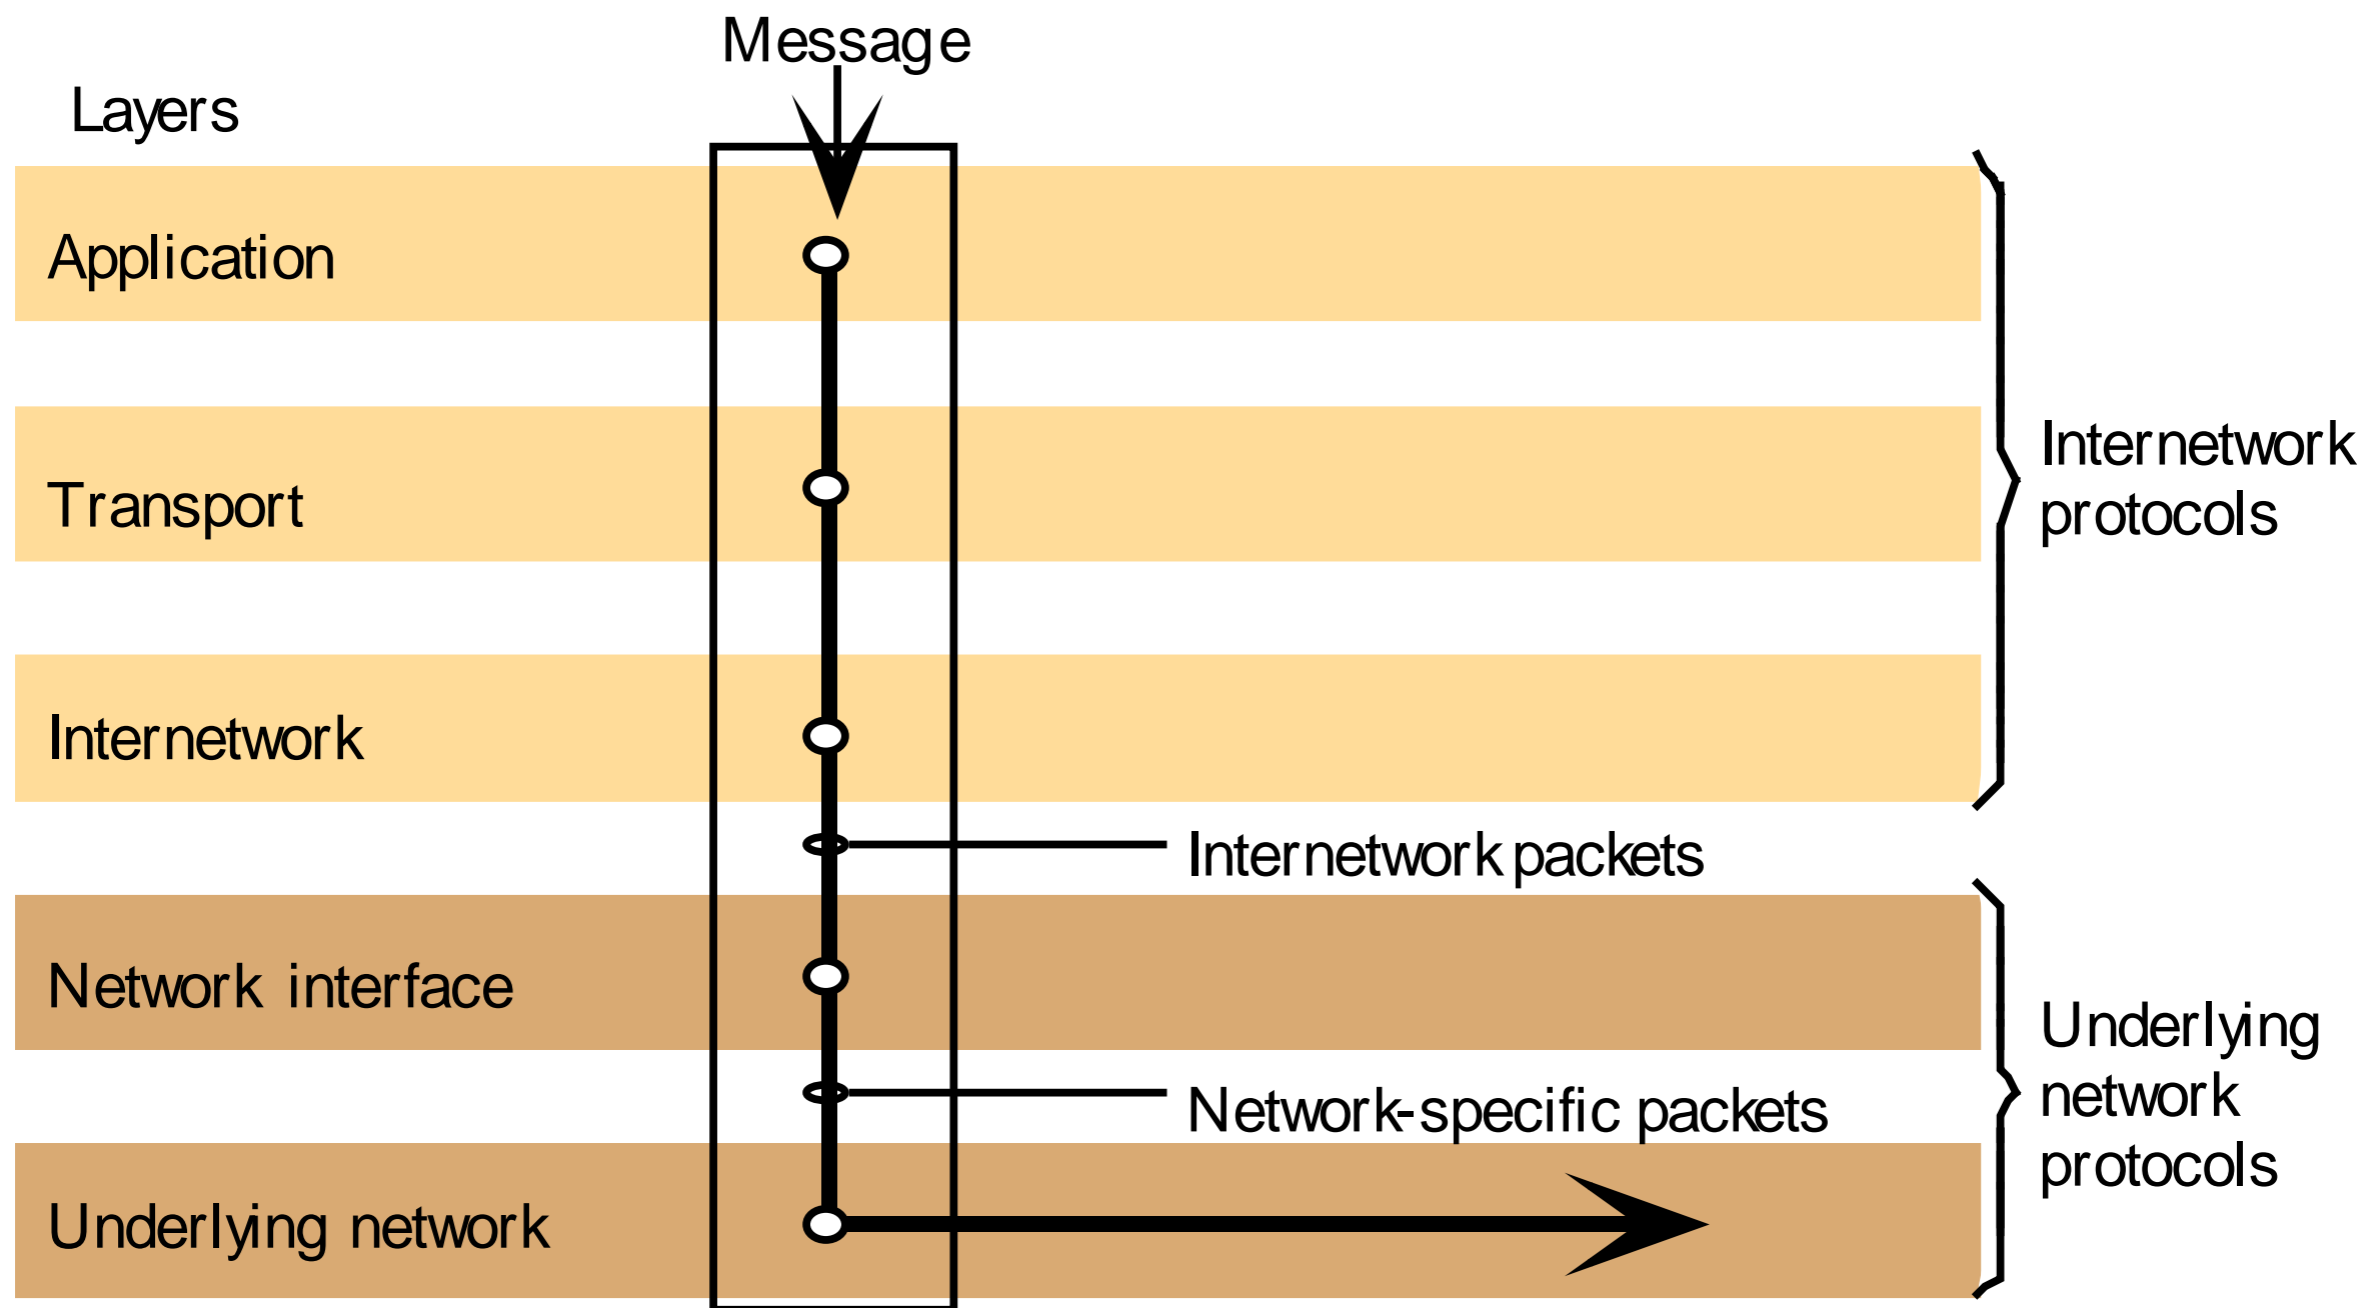 Message
Layers
Application
Transport
Internetwork
protocols
Internetwork
Internetwork packets
Network interface
Underlying
network
protocols
Network-specific packets
Underlying network